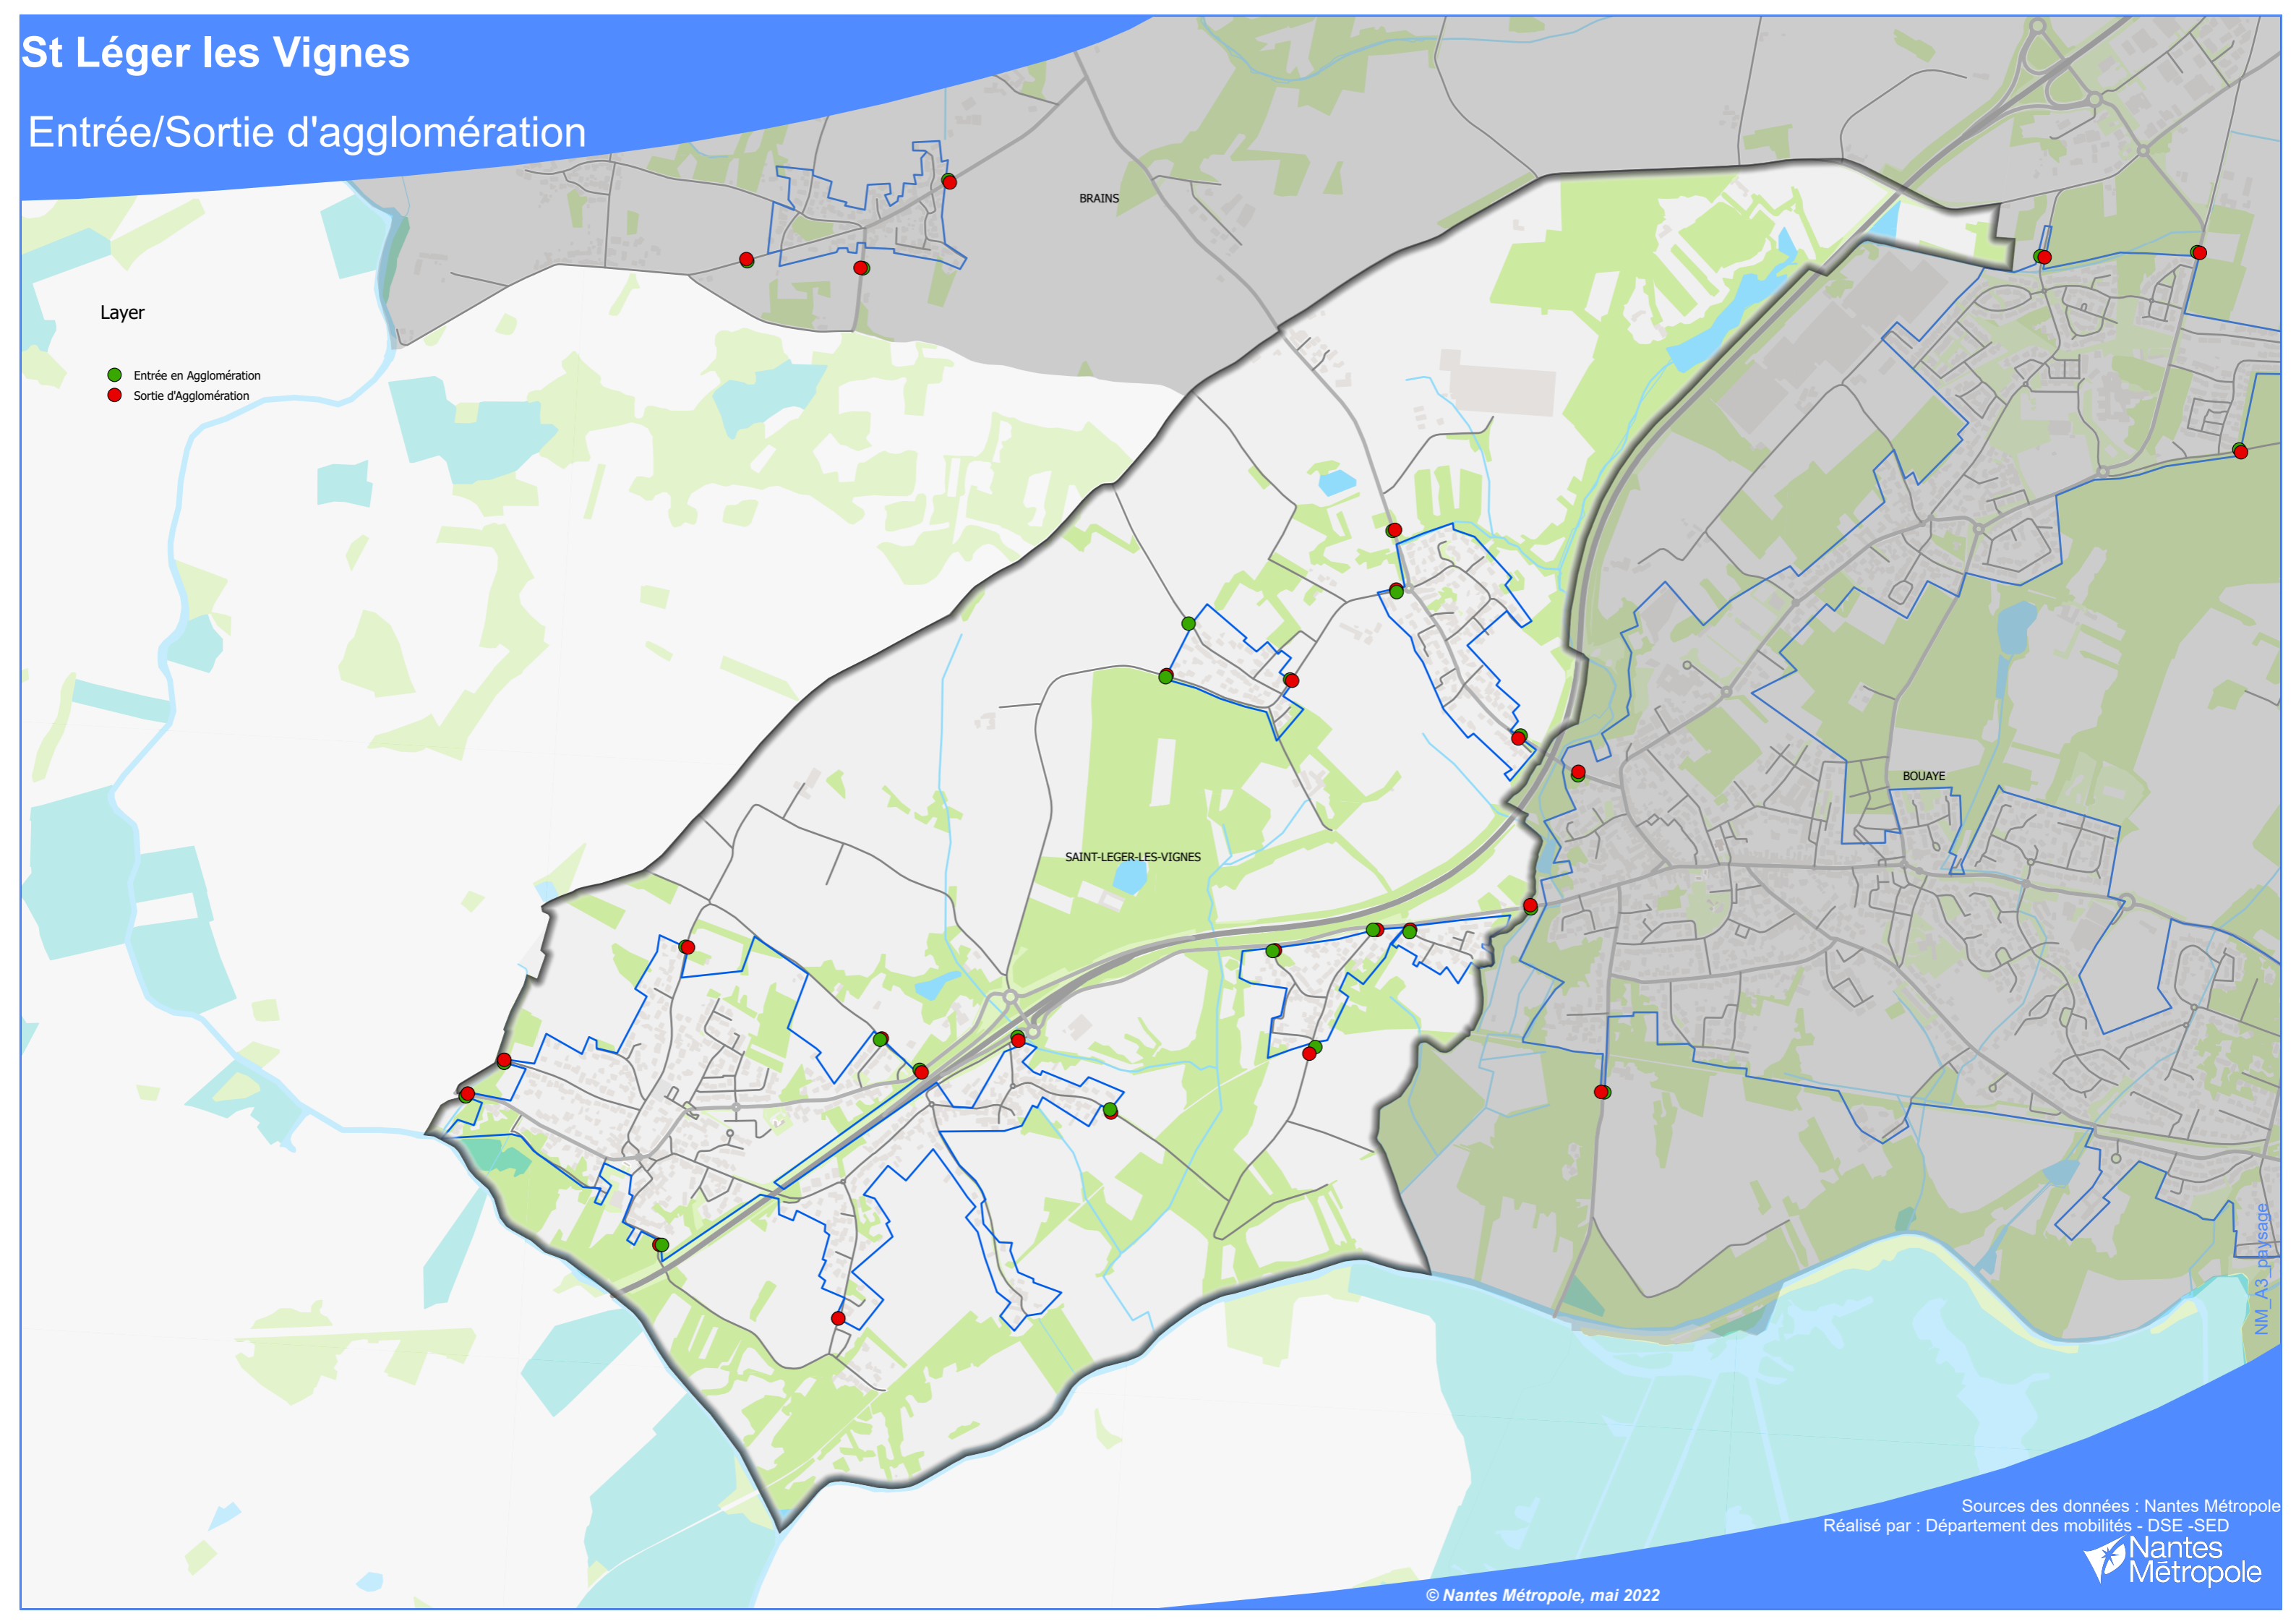 St Léger les Vignes
Entrée/Sortie d'agglomération
BRAINS
Layer
Entrée en Agglomération
Sortie d'Agglomération
BOUAYE
SAINT-LEGER-LES-VIGNES
NM_A3_paysage
Sources des données : Nantes Métropole
Réalisé par : Département des mobilités - DSE -SED
Nantes
Métropole
© Nantes Métropole, mai 2022